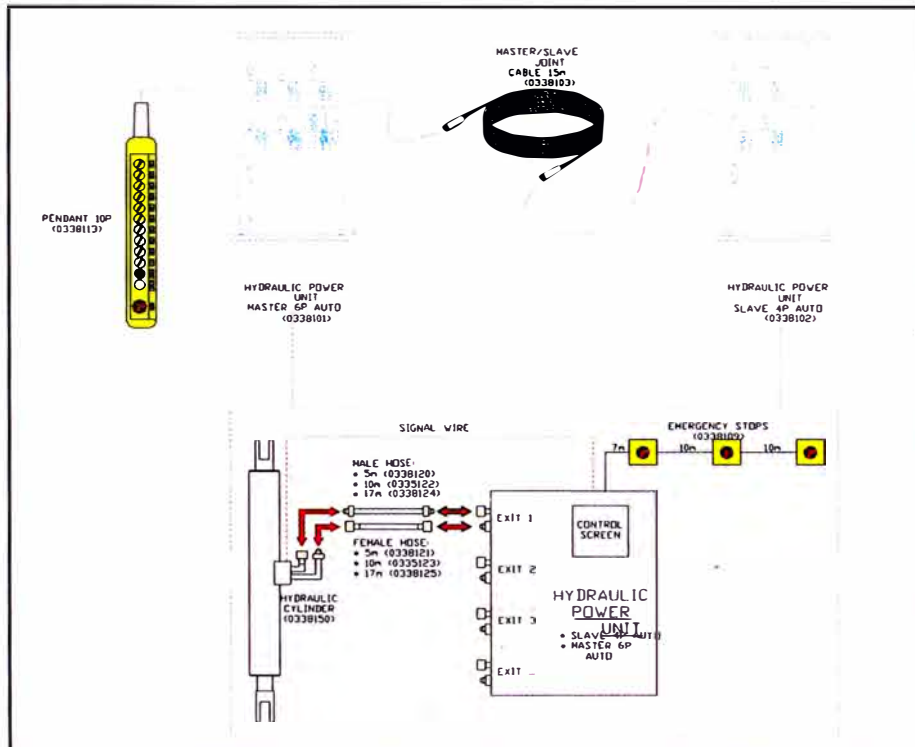 MASTER/SLAVE
JOINT
CABLE 15m
(0338103)
PENDANT 10P
(0338113)
HYDRAULIC POWER
UNIT
MASTER 6P AUTO
(0338101)
HYDRAULIC POWER
UNIT
SLAVE 4P AUTO
(0338102)
SIGNAL WIRE
EMERGENCY STOPS
(0338109)
7m
10m
10m
MALE HOSE:
• 5m (0338120)
• 10m (0335122)
• 17m (0338124)
FEMALE HOSE:
• 5m (0338121)
• 10m (0335123)
• 17m (0338125)
HYDRAULIC
CYLINDER
(0338150)
EXIT 1
EXIT 2
EXIT 3
EXIT _
CONTROL
SCREEN
HYDRAULIC
POWER
UNIT
• SLAVE 4P AUTO
• MASTER 6P
AUTO